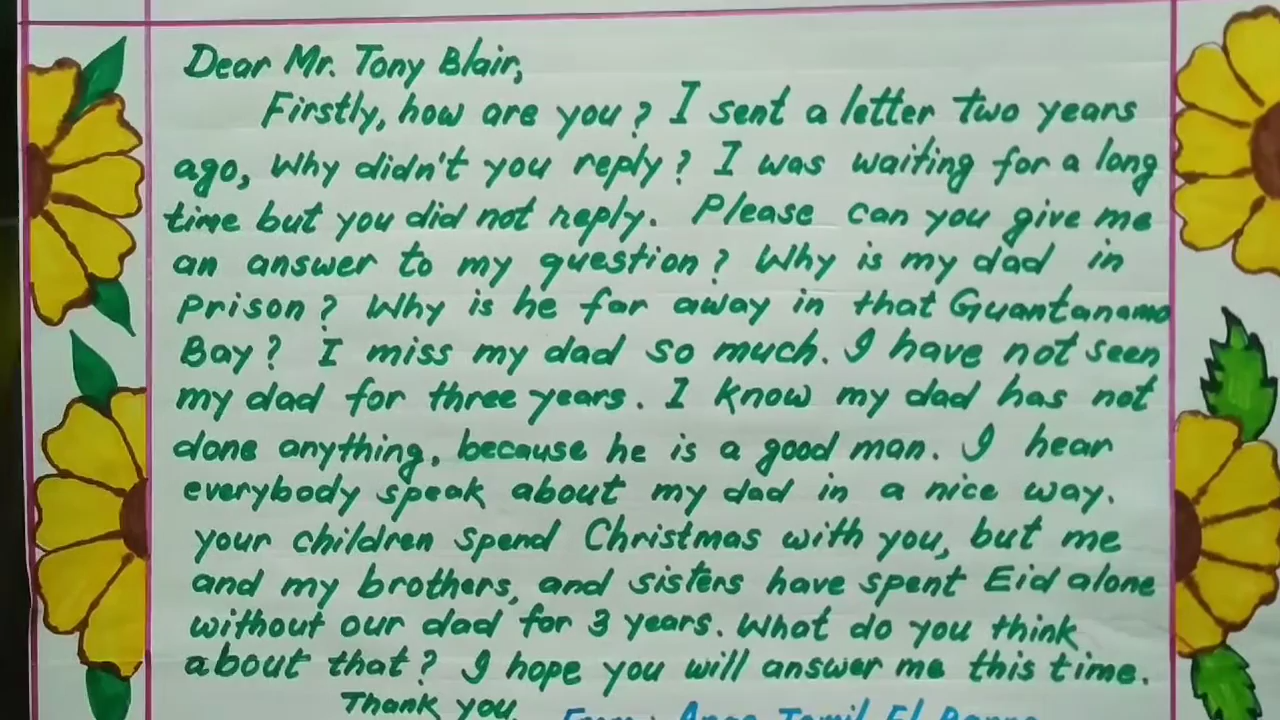 Dear Mr. Tony Blair,
Firstly, how are you? I sent a letter two years
ago, Why didn't you reply? I was waiting for a long
time but you did not reply. Please can you give me
an answer to my question? Why is my dad in
Prison? Why is he far away in that Guantanamo
Bay? I miss my dad so much. I have not seen
my dad for three years. I know my dad has not
done anything, because he is a good man. I hear
everybody speak about my dad in a nice way.
your children spend Christmas with you, but me
and my brothers, and sisters have spent Eid alone
without our dad for 3 years. What do you think
about that? I hope you will answer me this time.
Thank you,
From: Anas Jamil El Banna